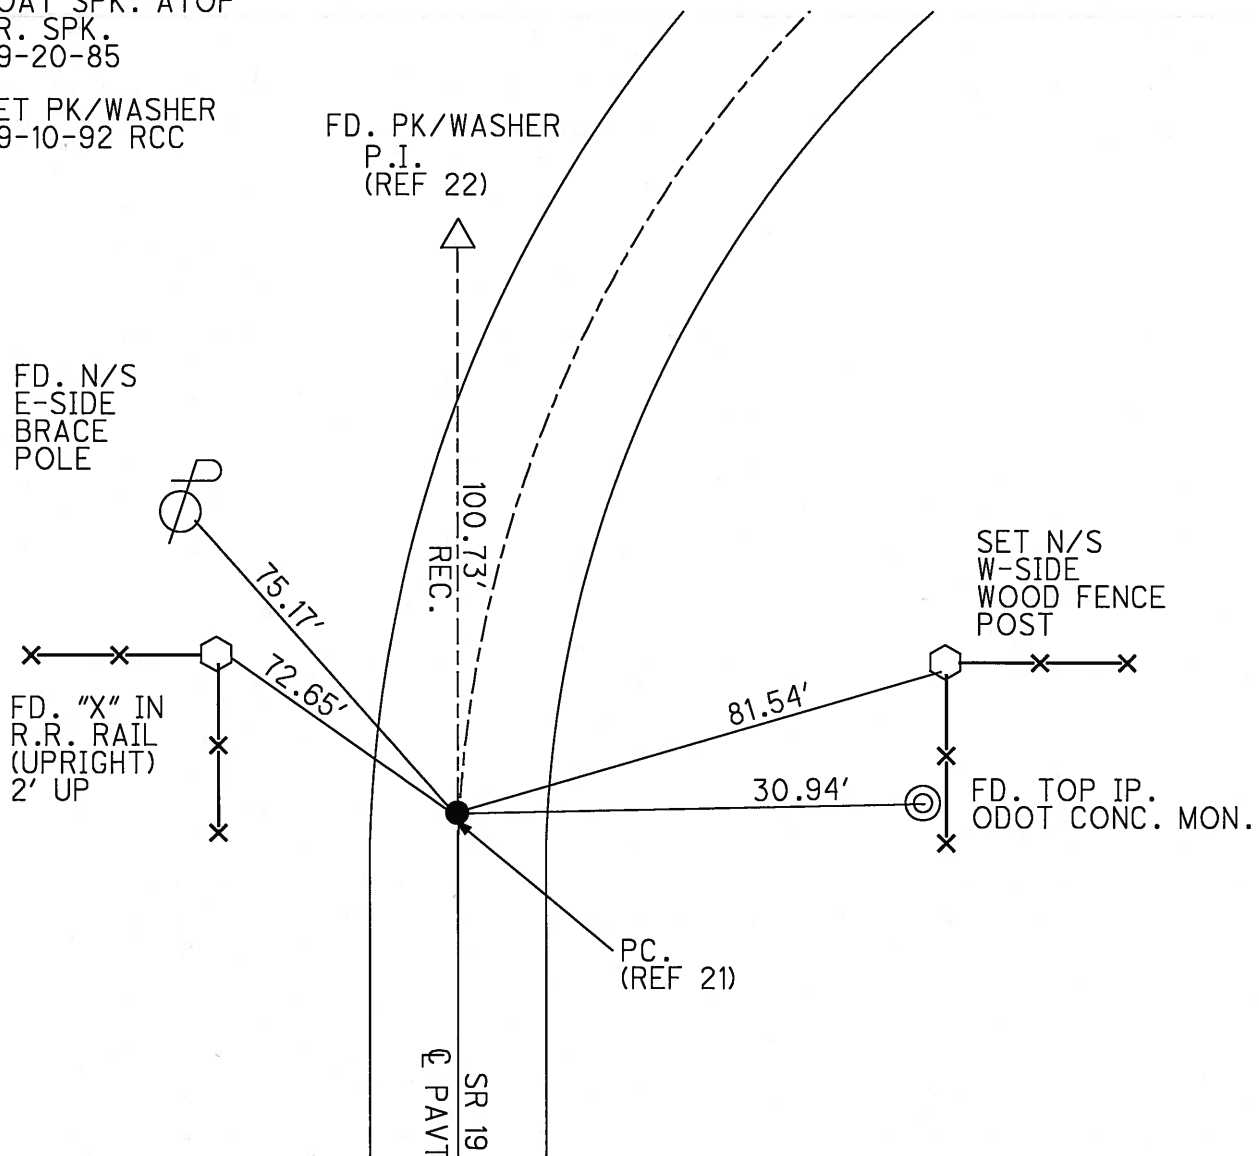 SPK. ATOP
SPK.
9-20-85
PK/WASHER
9-10-92 RCC
FD. PK/WASHER
P.I.
(REF 22)
FD. N/S
E-SIDE
BRACE
POLE
100.73'
REC.
75.17'
72.65'
SET N/S
W-SIDE
WOOD FENCE
POST
81.54'
FD. "X" IN
R.R. RAIL
(UPRIGHT)
2' UP
30.94'
FD. TOP IP.
ODOT CONC. MON.
PC.
(REF 21)
SR 19
℄ PAVT